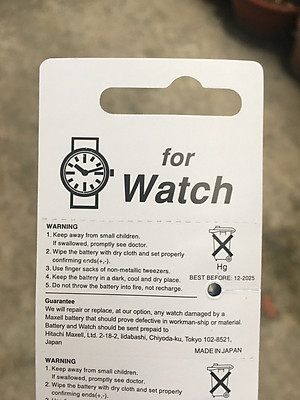 for
Watch
WARNING
1. Keep away from small children.
If swallowed, promptly see doctor.
2. Wipe the battery with dry cloth and set properly
confirming ends(+,-).
3. Use finger sacks of non-metallic tweezers.
4. Keep the battery in a dark, cool and dry place.
5. Do not throw the battery into fire, not recharge.
Hg
BEST BEFORE: 12-2025
Guarantee
We will repair or replace, at our option, any watch damaged by a
Maxell battery that should prove defective in workman-ship or material.
Battery and Watch should be sent prepaid to
Hitachi Maxell, Ltd. 2-18-2, Iidabashi, Chiyoda-ku, Tokyo 102-8521,
Japan
MADE IN JAPAN
WARNING
1. Keep away from small children.
If swallowed, promptly see doctor.
2. Wipe the battery with dry cloth and set properly
confirming ends(+,-).